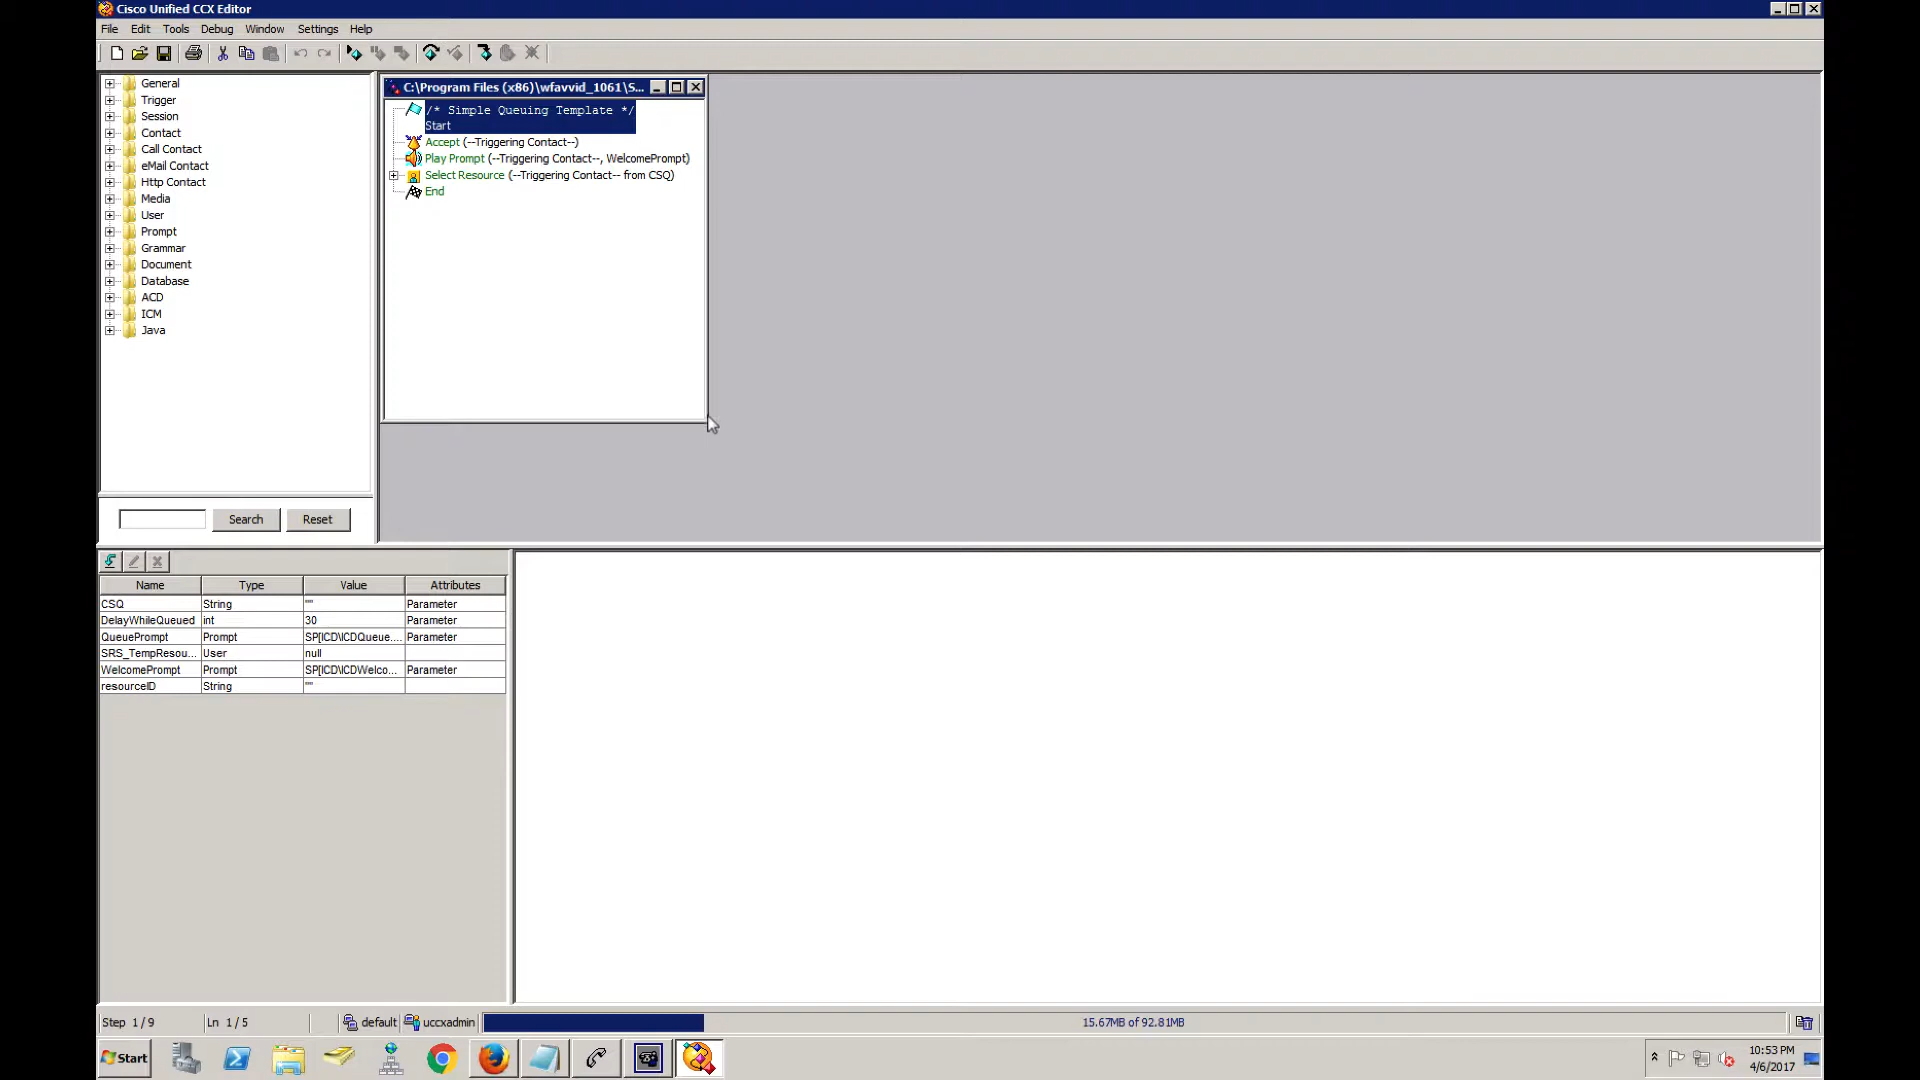 Cisco Unified CCX Editor
File Edit Tools Debug Window Settings Help
General
Trigger
Session
Contact
Call Contact
eMail Contact
Http Contact
Media
User
Prompt
Grammar
Document
Database
ACD
ICM
Java
Search Reset
C:\Program Files (x86)\wfavvid_1061\S...
/* Simple Queuing Template */
Start
Accept (--Triggering Contact--)
Play Prompt (--Triggering Contact--, WelcomePrompt)
Select Resource (--Triggering Contact-- from CSQ)
End
Name Type Value Attributes
CSQ String "" Parameter
DelayWhileQueued int 30 Parameter
QueuePrompt Prompt SP[ICD\ICDQueue.... Parameter
SRS_TempResou... User null
WelcomePrompt Prompt SP[ICD\ICDWelco... Parameter
resourceID String ""
Step 1 / 9 Ln 1 / 5 default uccxadmin 15.67MB of 92.81MB
Start
10:53 PM
4/6/2017